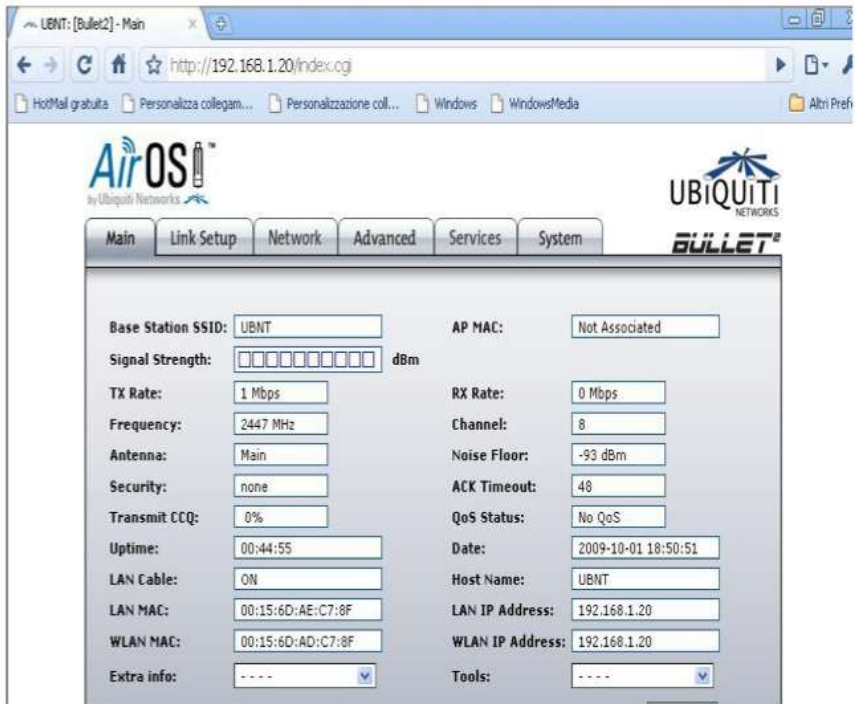 UBNT: [Bullet2] - Main
http://192.168.1.20/index.cgi
HotMail gratuita Personalizza collegam... Personalizzazione coll... Windows WindowsMedia Altri Pref
AirOS™
by Ubiquiti Networks
UBiQUiTi
NETWORKS
BULLET²
Main Link Setup Network Advanced Services System
Base Station SSID: UBNT AP MAC: Not Associated
Signal Strength: dBm
TX Rate: 1 Mbps RX Rate: 0 Mbps
Frequency: 2447 MHz Channel: 8
Antenna: Main Noise Floor: -93 dBm
Security: none ACK Timeout: 48
Transmit CCQ: 0% QoS Status: No QoS
Uptime: 00:44:55 Date: 2009-10-01 18:50:51
LAN Cable: ON Host Name: UBNT
LAN MAC: 00:15:6D:AE:C7:8F LAN IP Address: 192.168.1.20
WLAN MAC: 00:15:6D:AD:C7:8F WLAN IP Address: 192.168.1.20
Extra info: - - - - Tools: - - - -